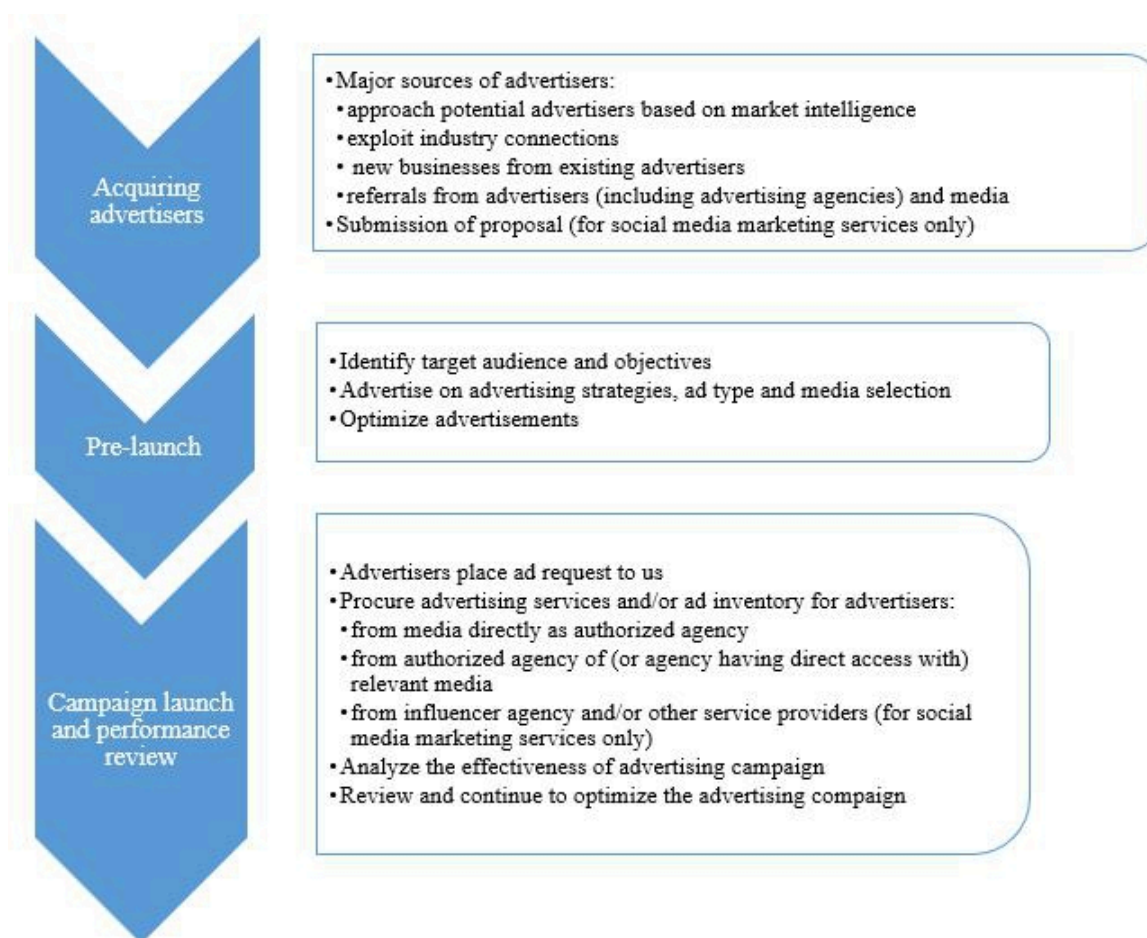 Acquiring
advertisers
•Major sources of advertisers:
•approach potential advertisers based on market intelligence
•exploit industry connections
• new businesses from existing advertisers
•referrals from advertisers (including advertising agencies) and media
•Submission of proposal (for social media marketing services only)
Pre-launch
•Identify target audience and objectives
•Advertise on advertising strategies, ad type and media selection
•Optimize advertisements
Campaign launch
and performance
review
•Advertisers place ad request to us
•Procure advertising services and/or ad inventory for advertisers:
•from media directly as authorized agency
•from authorized agency of (or agency having direct access with)
relevant media
•from influencer agency and/or other service providers (for social
media marketing services only)
•Analyze the effectiveness of advertising campaign
•Review and continue to optimize the advertising compaign